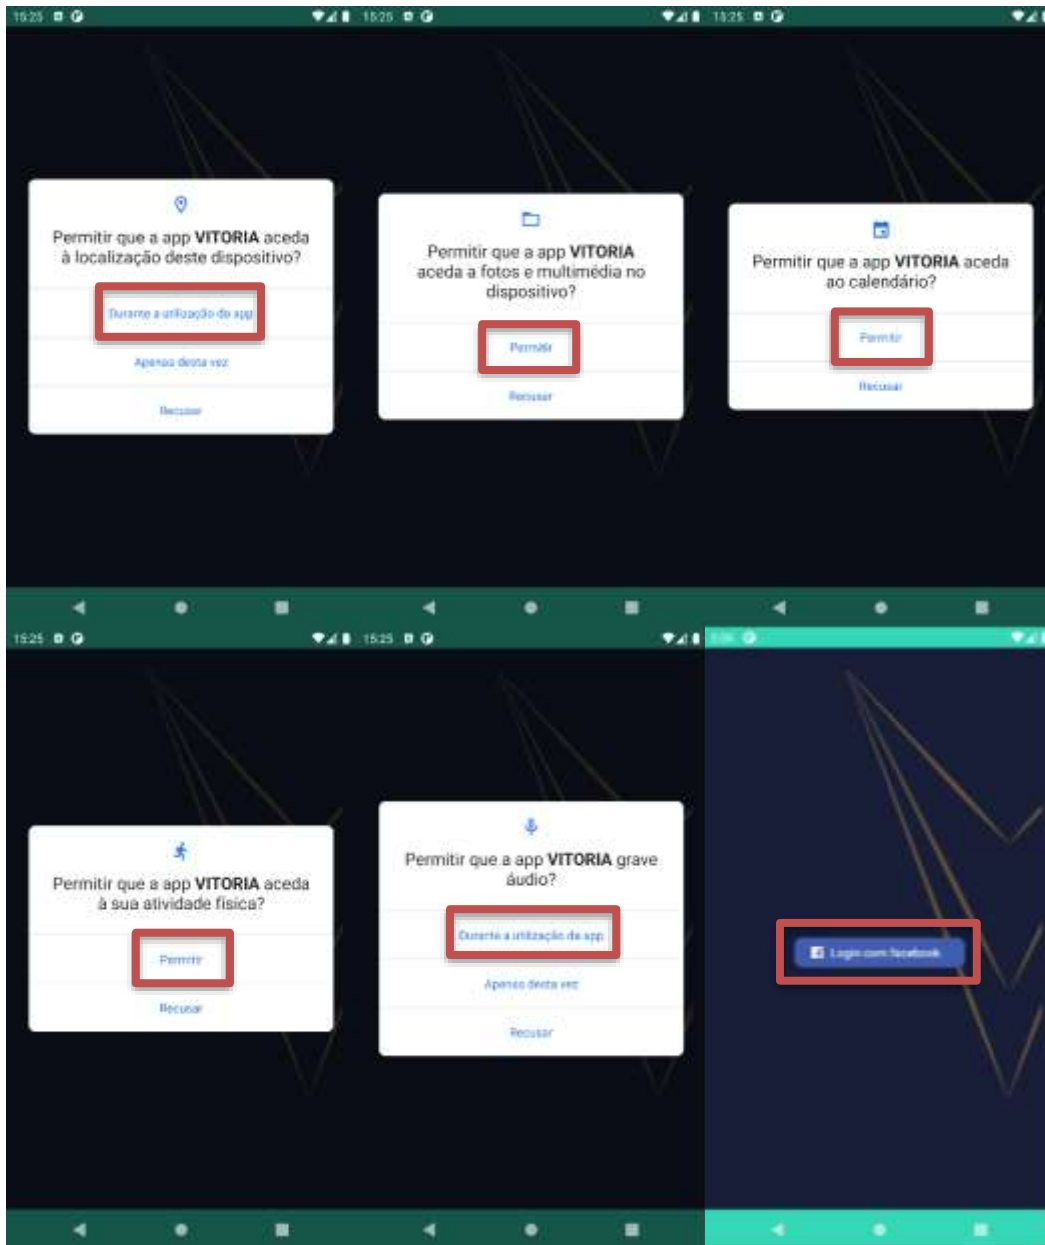 15:25
Permitir que a app VITORIA aceda
à localização deste dispositivo?
Durante a utilização da app
Apenas desta vez
Recusar
15:25
Permitir que a app VITORIA
aceda a fotos e multimédia no
dispositivo?
Permitir
Recusar
15:25
Permitir que a app VITORIA aceda
ao calendário?
Permitir
Recusar
15:25
Permitir que a app VITORIA aceda
à sua atividade física?
Permitir
Recusar
15:25
Permitir que a app VITORIA grave
áudio?
Durante a utilização da app
Apenas desta vez
Recusar
Login com facebook